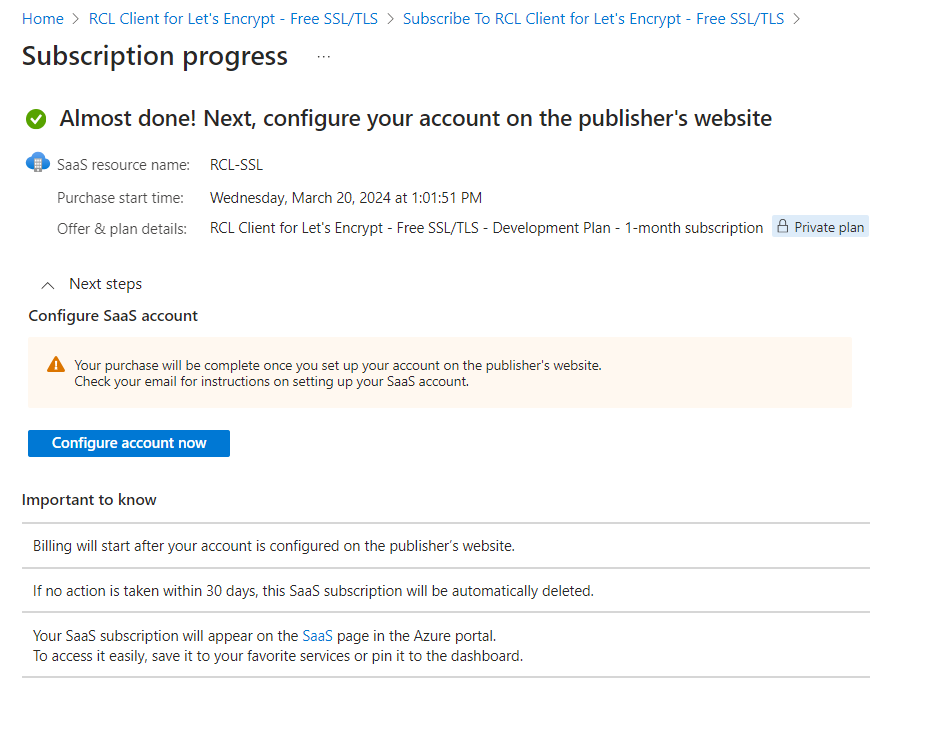 Home > RCL Client for Let's Encrypt - Free SSL/TLS > Subscribe To RCL Client for Let's Encrypt - Free SSL/TLS >
Subscription progress ...
Almost done! Next, configure your account on the publisher's website
SaaS resource name: RCL-SSL
Purchase start time: Wednesday, March 20, 2024 at 1:01:51 PM
Offer & plan details: RCL Client for Let's Encrypt - Free SSL/TLS - Development Plan - 1-month subscription Private plan
Next steps
Configure SaaS account
Your purchase will be complete once you set up your account on the publisher's website.
Check your email for instructions on setting up your SaaS account.
Configure account now
Important to know
Billing will start after your account is configured on the publisher's website.
If no action is taken within 30 days, this SaaS subscription will be automatically deleted.
Your SaaS subscription will appear on the SaaS page in the Azure portal.
To access it easily, save it to your favorite services or pin it to the dashboard.